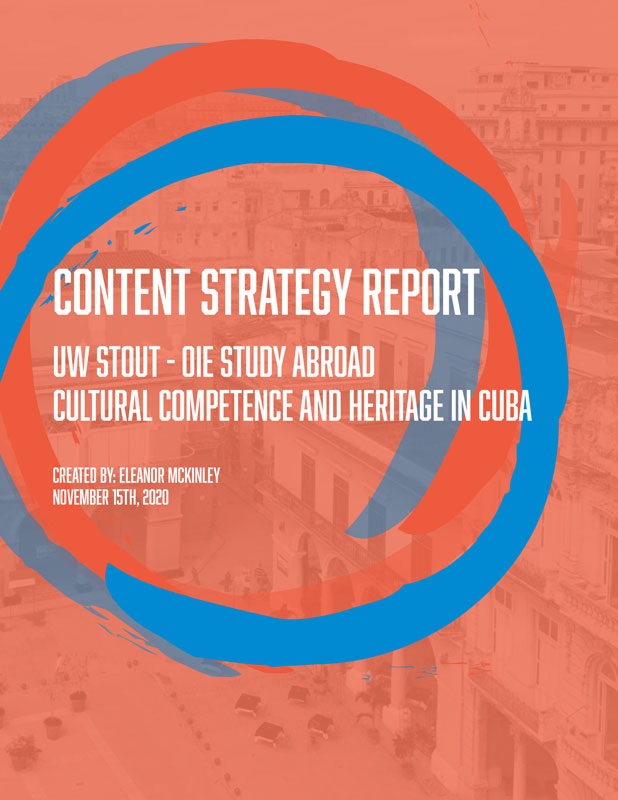 CONTENT STRATEGY REPORT
UW STOUT - OIE STUDY ABROAD
CULTURAL COMPETENCE AND HERITAGE IN CUBA
CREATED BY: ELEANOR MCKINLEY
NOVEMBER 15TH, 2020